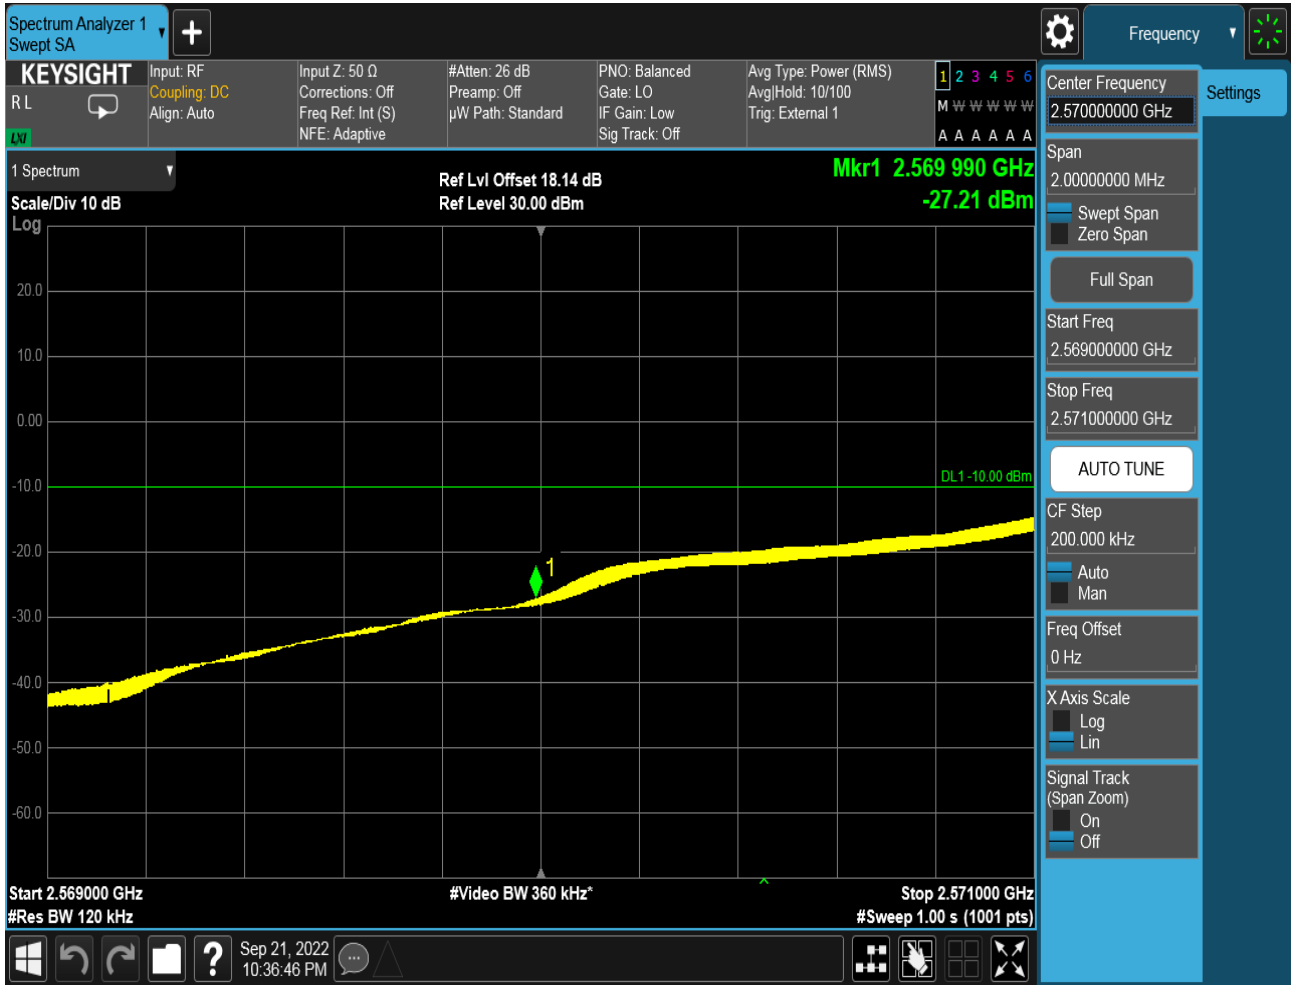 Spectrum Analyzer 1
Swept SA
Frequency
KEYSIGHT
R L
LXI
Input: RF
Coupling: DC
Align: Auto
Input Z: 50 Ω
Corrections: Off
Freq Ref: Int (S)
NFE: Adaptive
#Atten: 26 dB
Preamp: Off
µW Path: Standard
PNO: Balanced
Gate: LO
IF Gain: Low
Sig Track: Off
Avg Type: Power (RMS)
Avg|Hold: 10/100
Trig: External 1
1 2 3 4 5 6
M W W W W W
A A A A A A
1 Spectrum
Scale/Div 10 dB
Log
Ref Lvl Offset 18.14 dB
Ref Level 30.00 dBm
Mkr1 2.569 990 GHz
-27.21 dBm
20.0
10.0
0.00
-10.0
DL1 -10.00 dBm
-20.0
1
-30.0
-40.0
-50.0
-60.0
Start 2.569000 GHz
#Video BW 360 kHz*
Stop 2.571000 GHz
#Res BW 120 kHz
#Sweep 1.00 s (1001 pts)
Sep 21, 2022
10:36:46 PM
Center Frequency
2.570000000 GHz
Settings
Span
2.00000000 MHz
Swept Span
Zero Span
Full Span
Start Freq
2.569000000 GHz
Stop Freq
2.571000000 GHz
AUTO TUNE
CF Step
200.000 kHz
Auto
Man
Freq Offset
0 Hz
X Axis Scale
Log
Lin
Signal Track
(Span Zoom)
On
Off